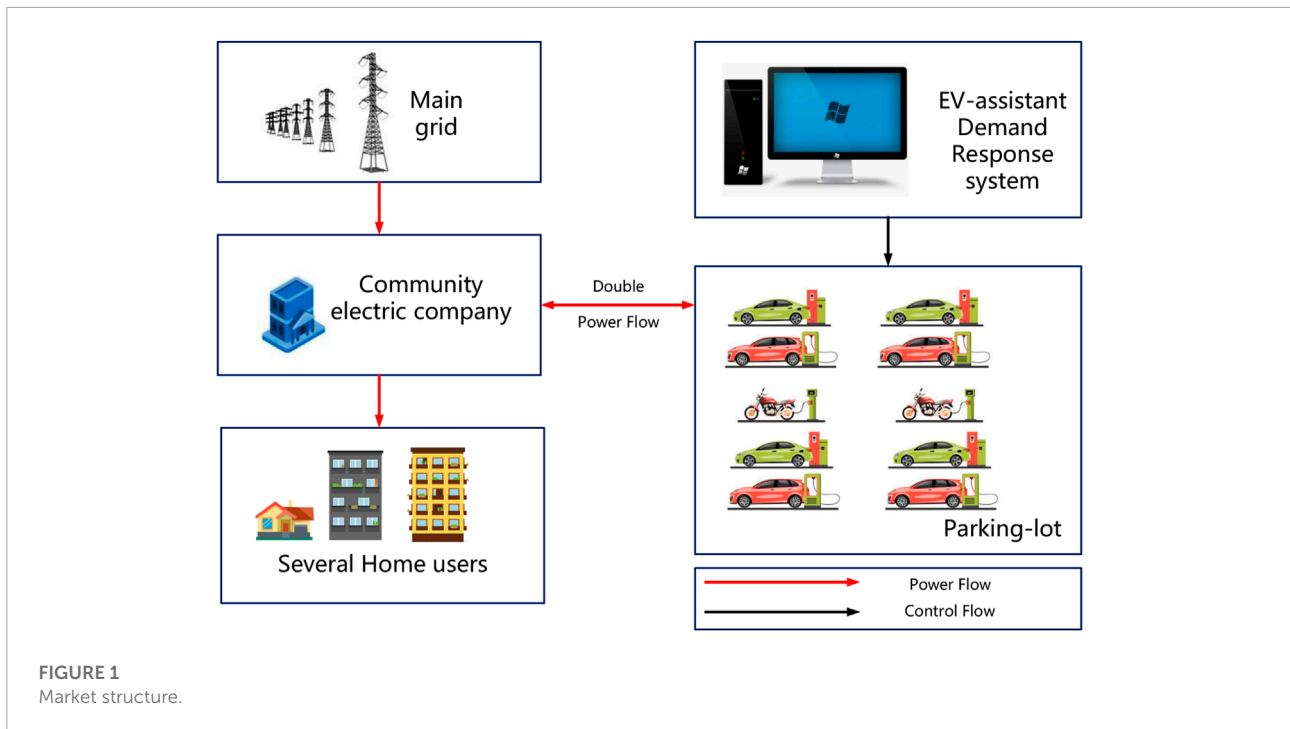 Main
grid
EV-assistant
Demand
Response
system
Community
electric company
Double
Power Flow
Several Home users
Parking-lot
Power Flow
Control Flow
FIGURE 1
Market structure.